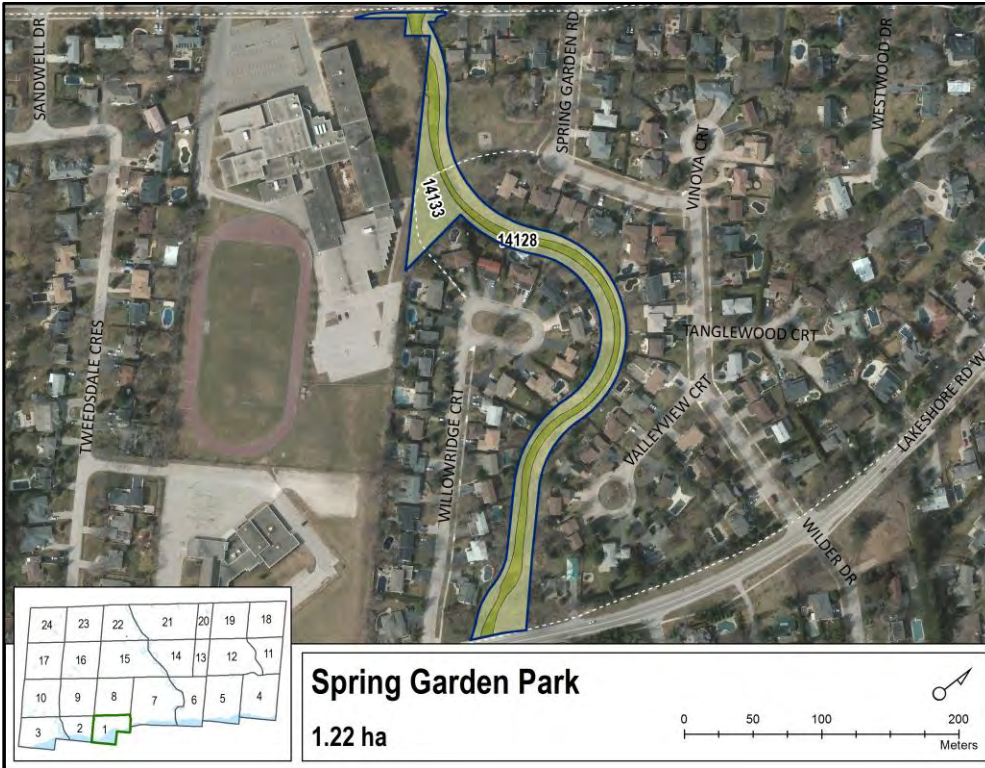 SANDWELL DR
SPRING GARDEN RD
WESTWOOD DR
VINOVA CRT
14133
14128
TWEEDSDALE CRES
TANGLEWOOD CRT
WILLOWRIDGE CRT
VALLEYVIEW CRT
LAKESHORE RD W
WILDER DR
24 23 22 21 20 19 18
17 16 15 14 13 12 11
10 9 8 7 6 5 4
3 2 1
Spring Garden Park
1.22 ha
0 50 100 200
Meters